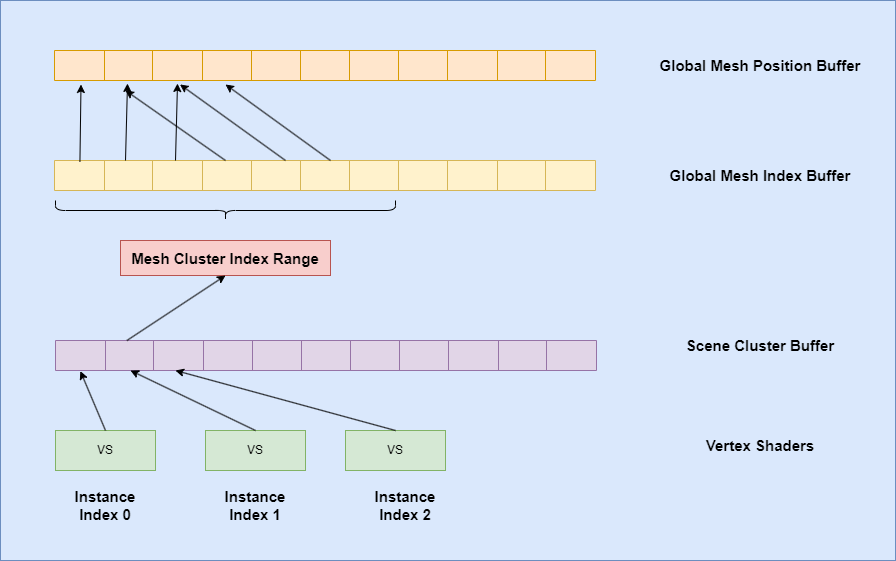 Global Mesh Position Buffer
Global Mesh Index Buffer
Mesh Cluster Index Range
Scene Cluster Buffer
VS
VS
VS
Vertex Shaders
Instance
Index 0
Instance
Index 1
Instance
Index 2